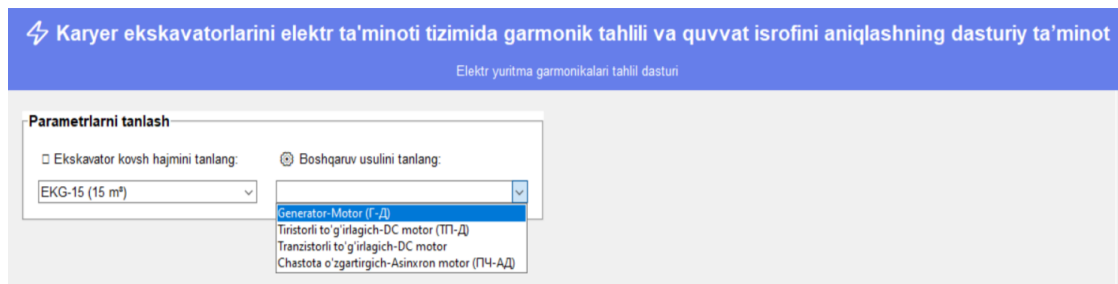 Karyer ekskavatorlarini elektr ta'minoti tizimida garmonik tahlili va quvvat isrofini aniqlashning dasturiy ta’minot
Elektr yuritma garmonikalari tahlil dasturi
Parametrlarni tanlash
Ekskavator kovsh hajmini tanlang: Boshqaruv usulini tanlang:
EKG-15 (15 m³)
Generator-Motor (Г-Д)
Tiristorli to'g'irlagich-DC motor (ТП-Д)
Tranzistorli to'g'irlagich-DC motor
Chastota o'zgartirgich-Asinxron motor (ПЧ-АД)